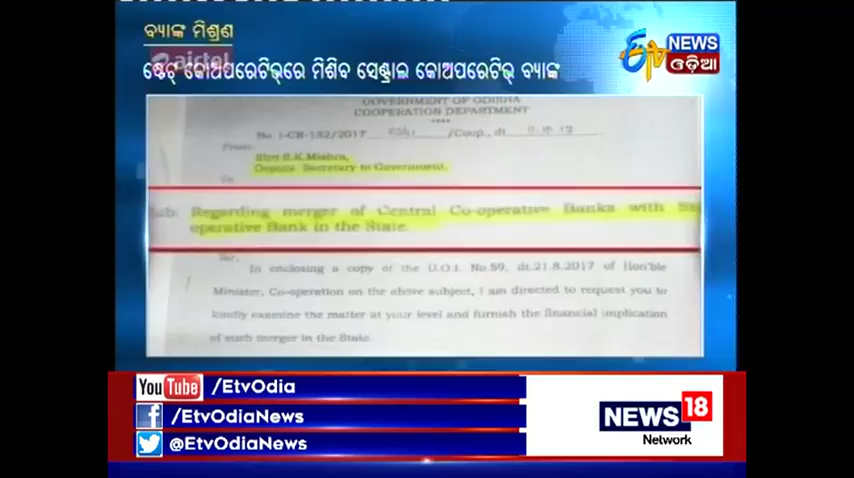 ବ୍ୟାଙ୍କ ମିଶ୍ରଣ
airtel
ଷ୍ଟେଟ୍ କୋଅପରେଟିଭ୍‌ରେ ମିଶିବ ସେଣ୍ଟ୍ରାଲ କୋଅପରେଟିଭ୍ ବ୍ୟାଙ୍କ
ETV NEWS
ଓଡ଼ିଆ
GOVERNMENT OF ODISHA
COOPERATION DEPARTMENT
****
No. I-CN-132/2017 /Coop., dt.
From:
Shri S.K.Mishra,
Deputy Secretary to Government.
To
Sub: Regarding merger of Central Co-operative Banks with
operative Bank in the State.
Sir,
In enclosing a copy of the U.O.I. No.59, dt.21.8.2017 of Hon'ble
Minister, Co-operation on the above subject, I am directed to request you to
kindly examine the matter at your level and furnish the financial implication
of such merger in the State.
YouTube /EtvOdia
f /EtvOdiaNews
@EtvOdiaNews
NEWS 18
Network